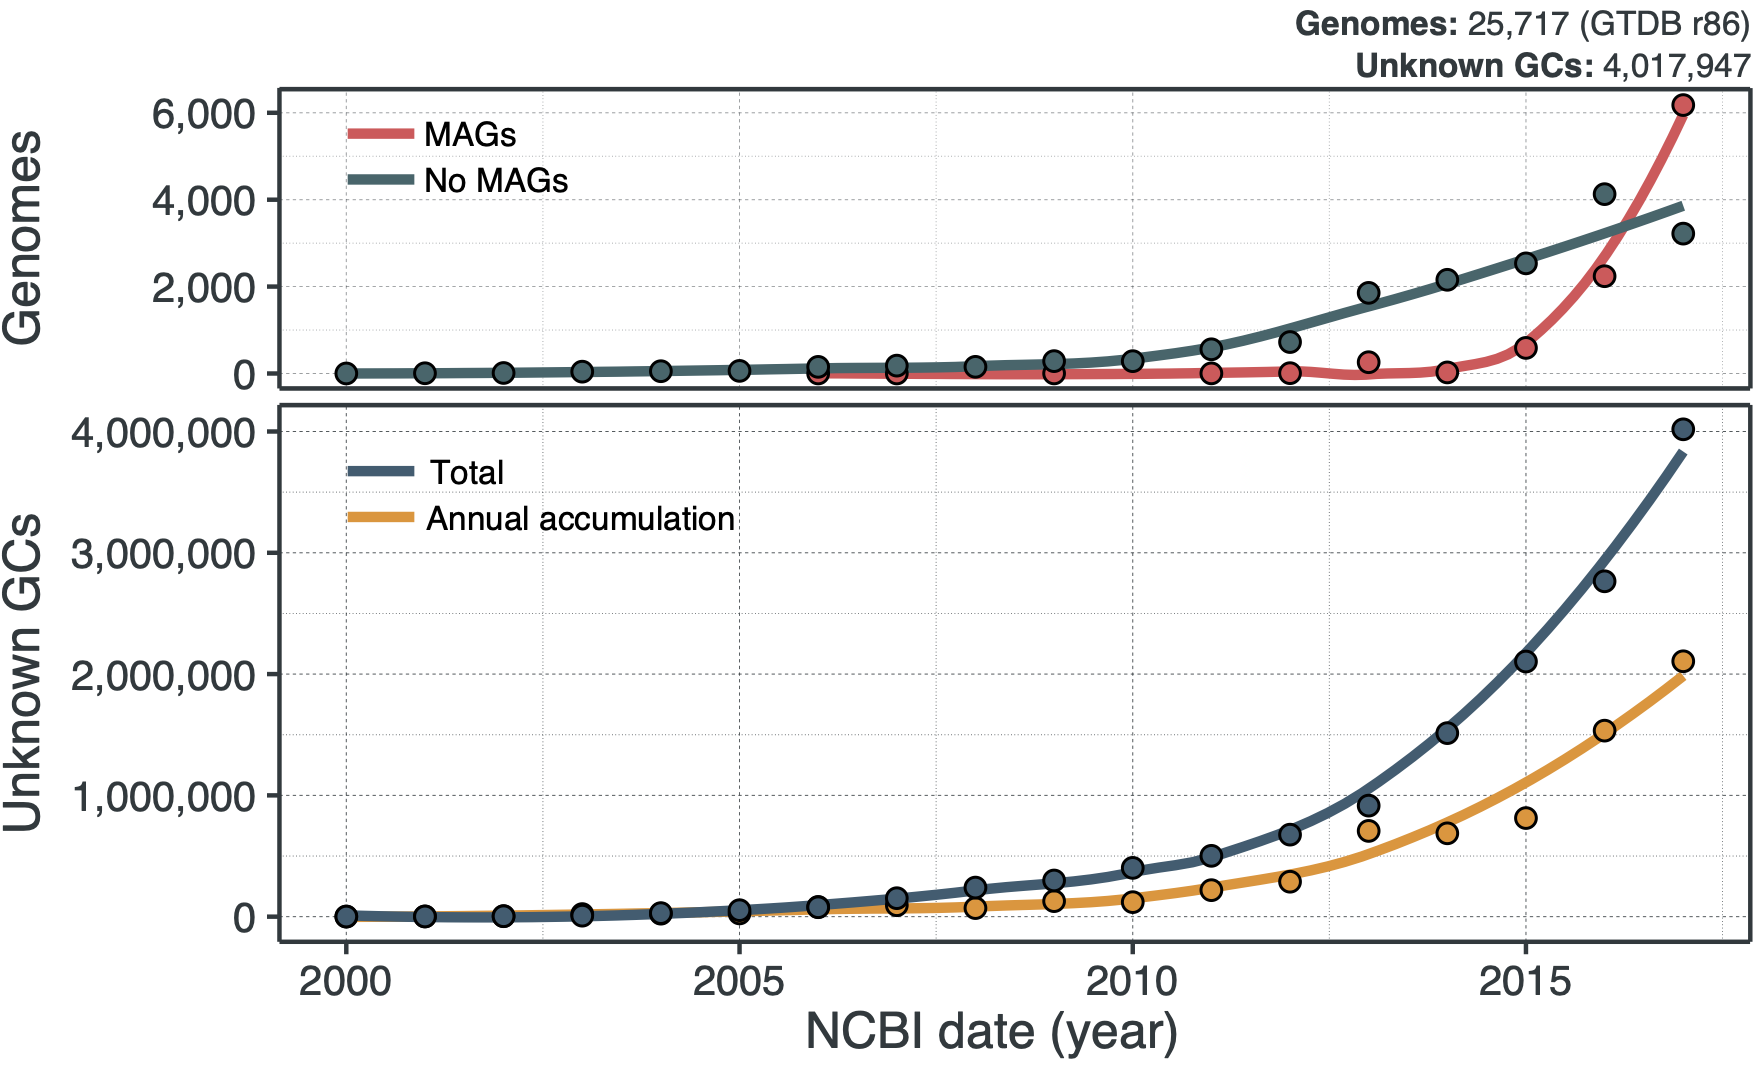 Genomes: 25,717 (GTDB r86)
Unknown GCs: 4,017,947
Genomes
6,000
4,000
2,000
0
MAGs
No MAGs
Unknown GCs
4,000,000
3,000,000
2,000,000
1,000,000
0
Total
Annual accumulation
2000 2005 2010 2015
NCBI date (year)